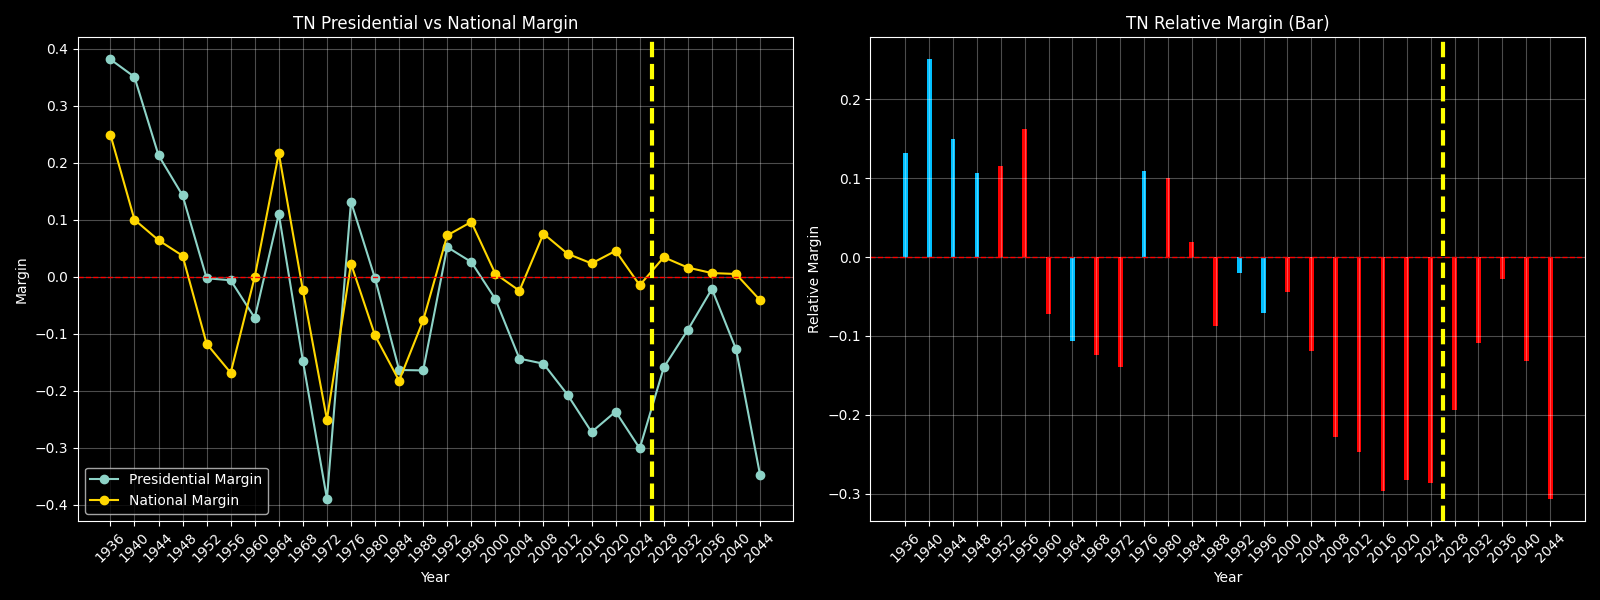 TN Presidential vs National Margin
0.4
0.3
0.2
0.1
0.0
−0.1
−0.2
−0.3
−0.4
Margin
Presidential Margin
National Margin
1936 1940 1944 1948 1952 1956 1960 1964 1968 1972 1976 1980 1984 1988 1992 1996 2000 2004 2008 2012 2016 2020 2024 2028 2032 2036 2040 2044
Year
TN Relative Margin (Bar)
0.2
0.1
0.0
−0.1
−0.2
−0.3
Relative Margin
1936 1940 1944 1948 1952 1956 1960 1964 1968 1972 1976 1980 1984 1988 1992 1996 2000 2004 2008 2012 2016 2020 2024 2028 2032 2036 2040 2044
Year